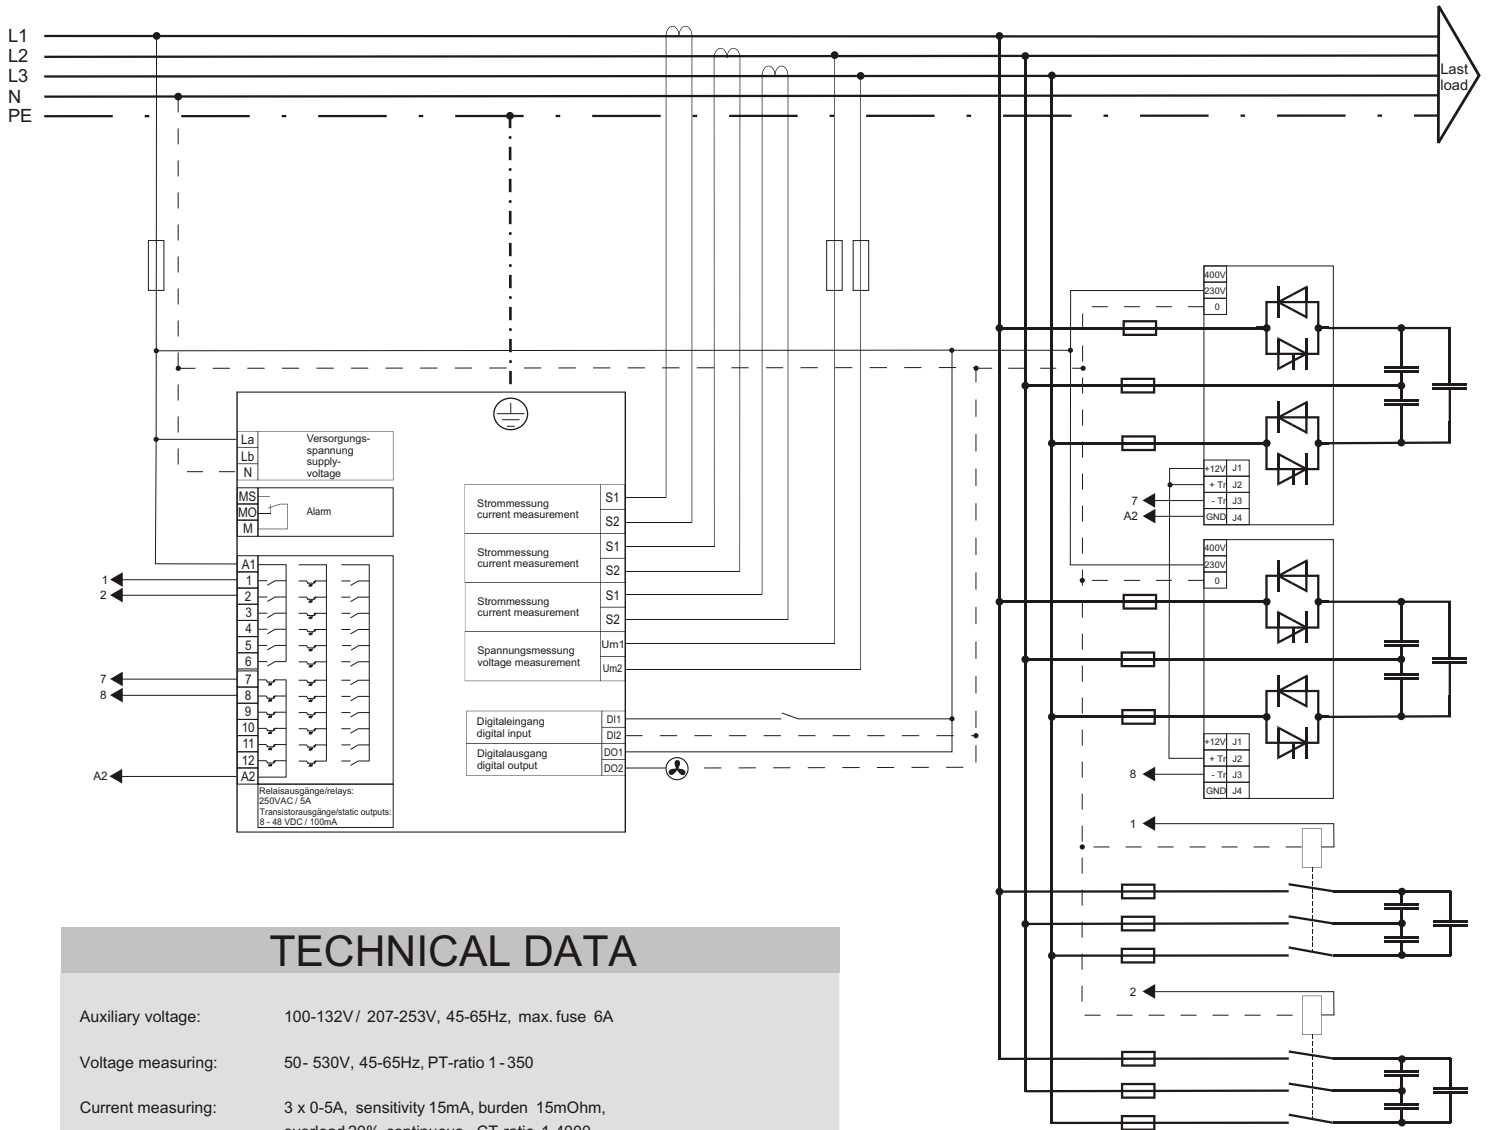 L1
L2
L3
N
PE
Last
load
La
Lb
N
Versorgungs-
spannung
supply-
voltage
MS
MO
M
Alarm
A1
1
2
3
4
5
6
7
8
9
10
11
12
A2
1
2
7
8
A2
Relaisausgänge/relays:
250VAC / 5A
Transistorausgänge/static outputs:
8 - 48 VDC / 100mA
Strommessung
current measurement
S1
S2
Strommessung
current measurement
S1
S2
Strommessung
current measurement
S1
S2
Spannungsmessung
voltage measurement
Um1
Um2
Digitaleingang
digital input
DI1
DI2
Digitalausgang
digital output
DO1
DO2
400V
230V
0
+12V J1
+ Tr J2
- Tr J3
GND J4
7
A2
400V
230V
0
+12V J1
+ Tr J2
- Tr J3
GND J4
8
1
2
TECHNICAL DATA
Auxiliary voltage: 100-132V / 207-253V, 45-65Hz, max. fuse 6A
Voltage measuring: 50- 530V, 45-65Hz, PT-ratio 1 - 350
Current measuring: 3 x 0-5A, sensitivity 15mA, burden 15mOhm,
overload 20% continuous, CT-ratio 1-4000